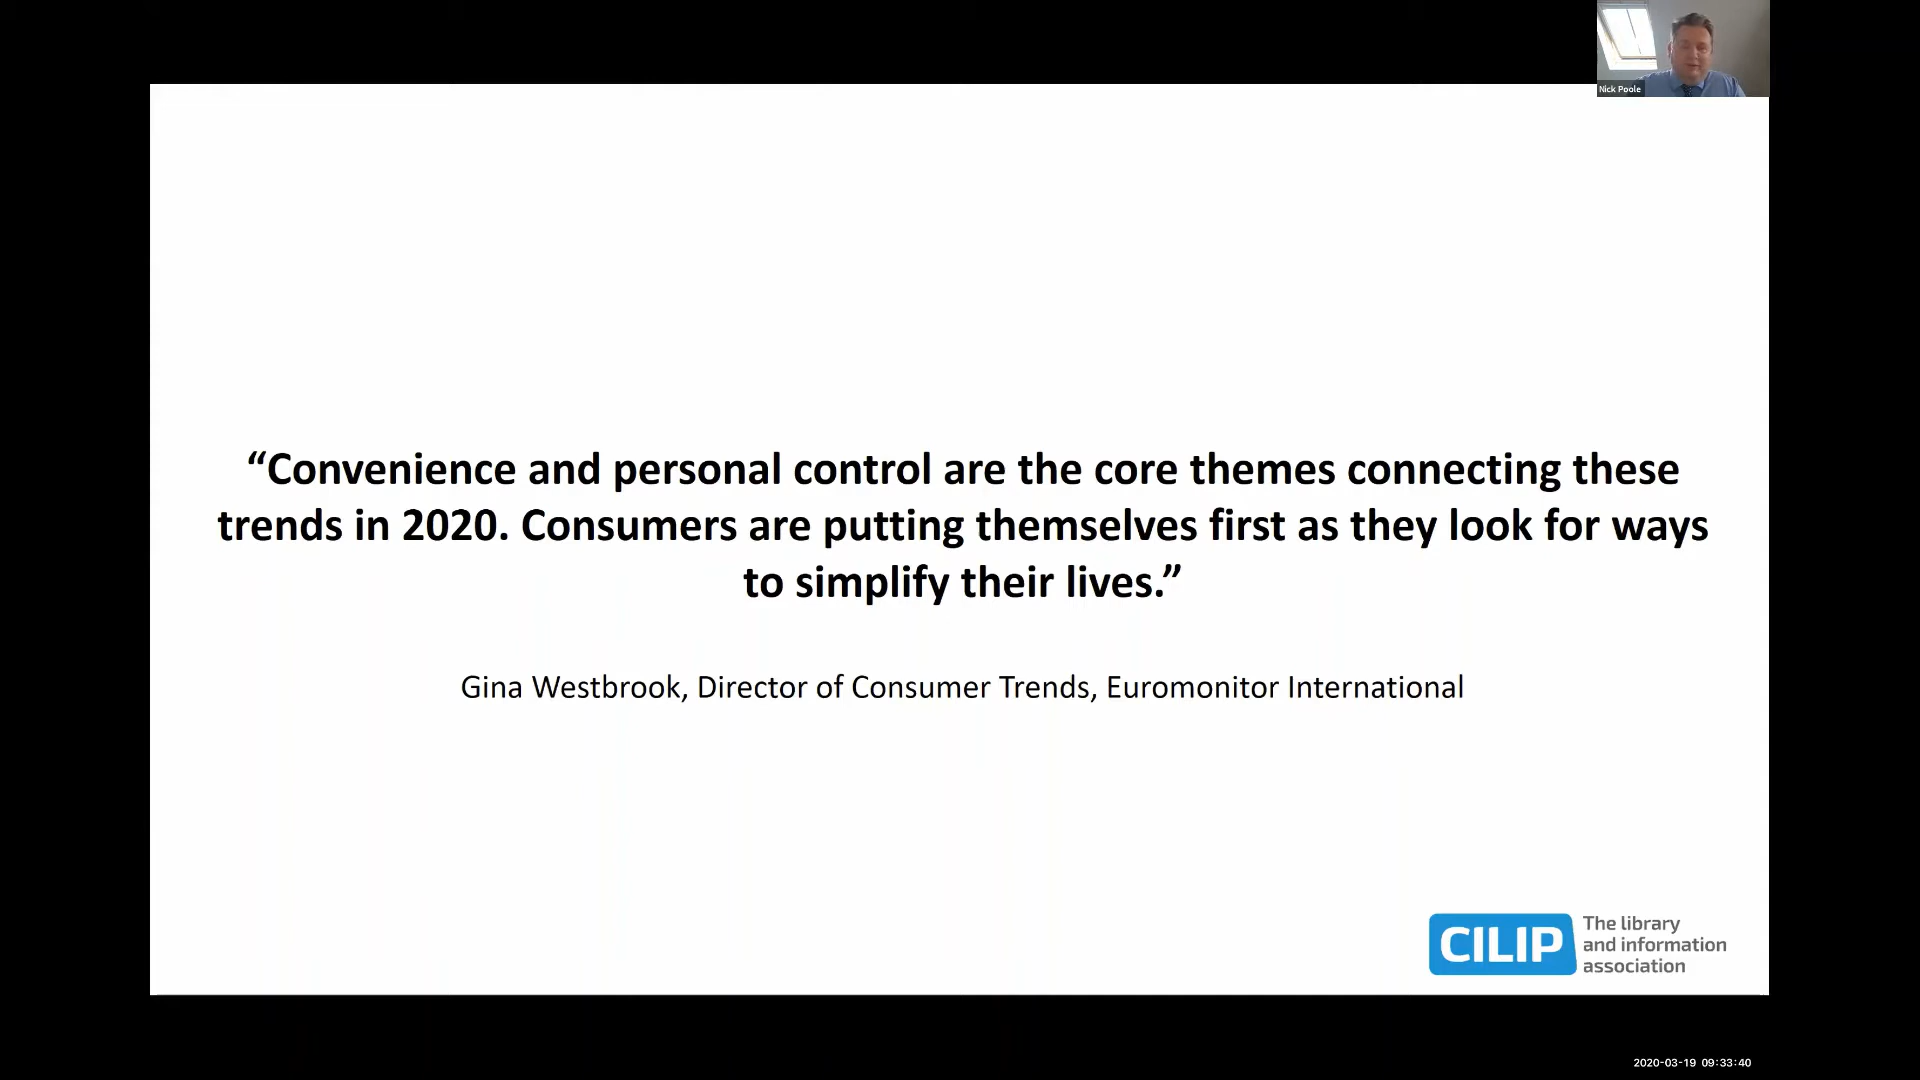 Nick Poole
“Convenience and personal control are the core themes connecting these
trends in 2020. Consumers are putting themselves first as they look for ways
to simplify their lives.”
Gina Westbrook, Director of Consumer Trends, Euromonitor International
CILIP
The library
and information
association
2020-03-19 09:33:40